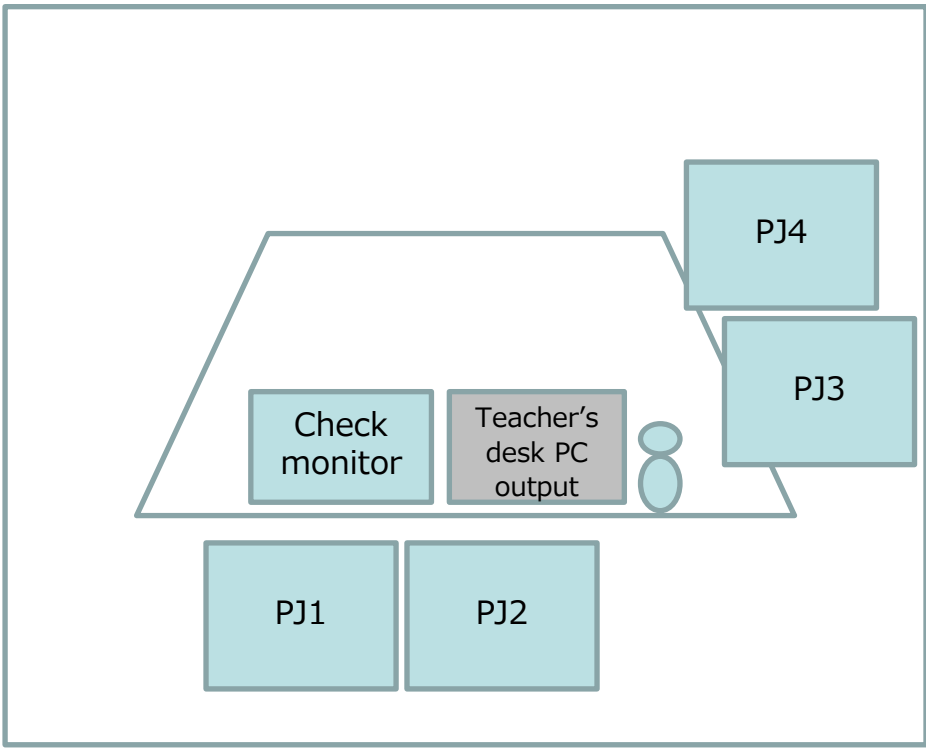 PJ4
PJ3
Check
monitor
Teacher’s
desk PC
output
PJ1
PJ2